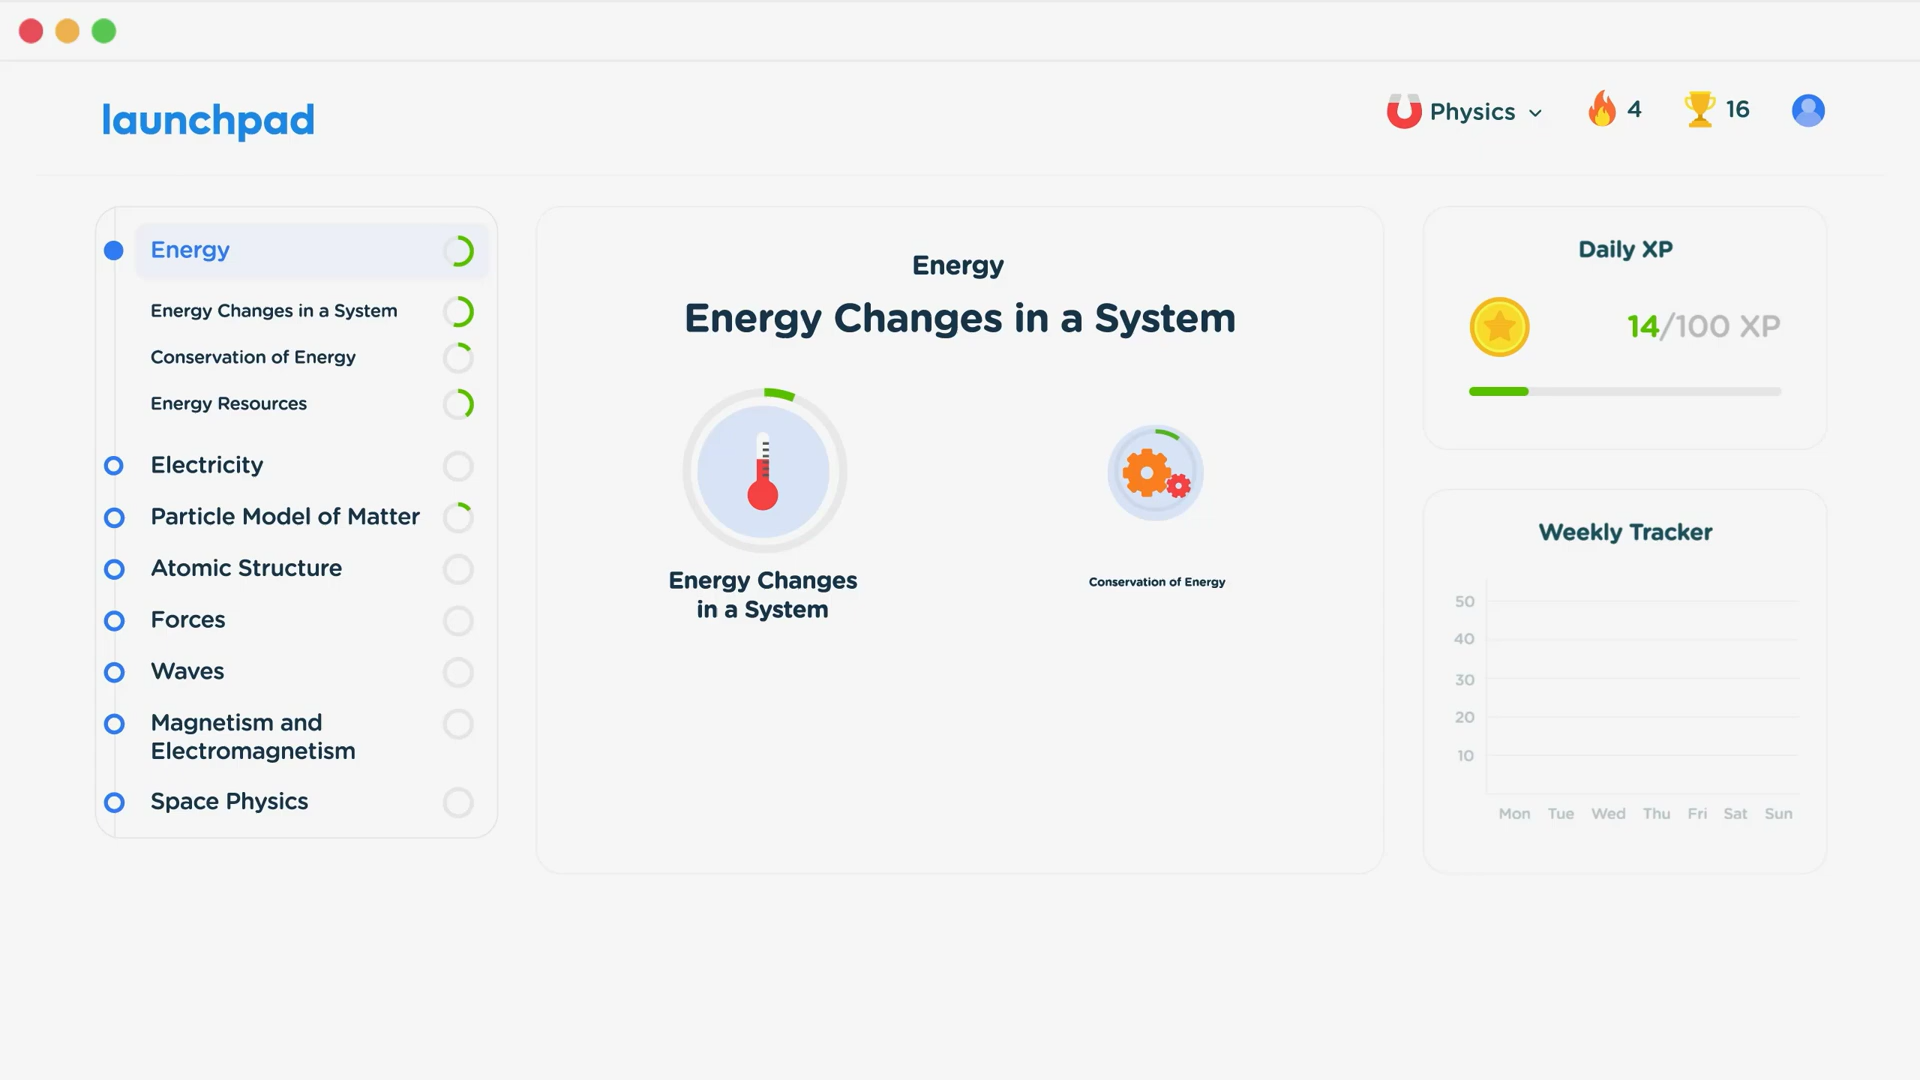 launchpad
Physics
4
16
Energy
Energy Changes in a System
Conservation of Energy
Energy Resources
Electricity
Particle Model of Matter
Atomic Structure
Forces
Waves
Magnetism and
Electromagnetism
Space Physics
Energy
Energy Changes in a System
Energy Changes
in a System
Conservation of Energy
Daily XP
14/100 XP
Weekly Tracker
50
40
30
20
10
Mon Tue Wed Thu Fri Sat Sun